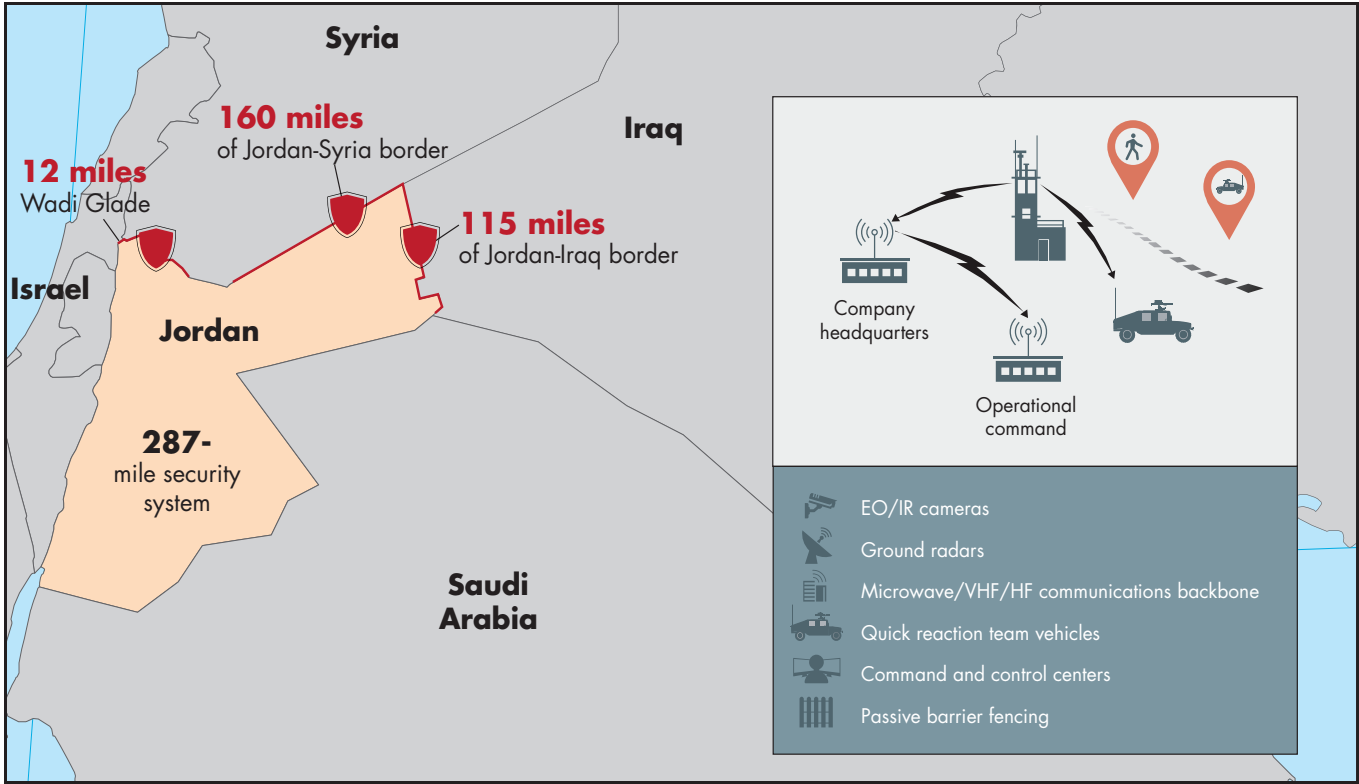 Syria
160 miles
of Jordan-Syria border
Iraq
12 miles
Wadi Glade
115 miles
of Jordan-Iraq border
Israel
Jordan
287-
mile security
system
Saudi
Arabia
Company
headquarters
Operational
command
EO/IR cameras
Ground radars
Microwave/VHF/HF communications backbone
Quick reaction team vehicles
Command and control centers
Passive barrier fencing